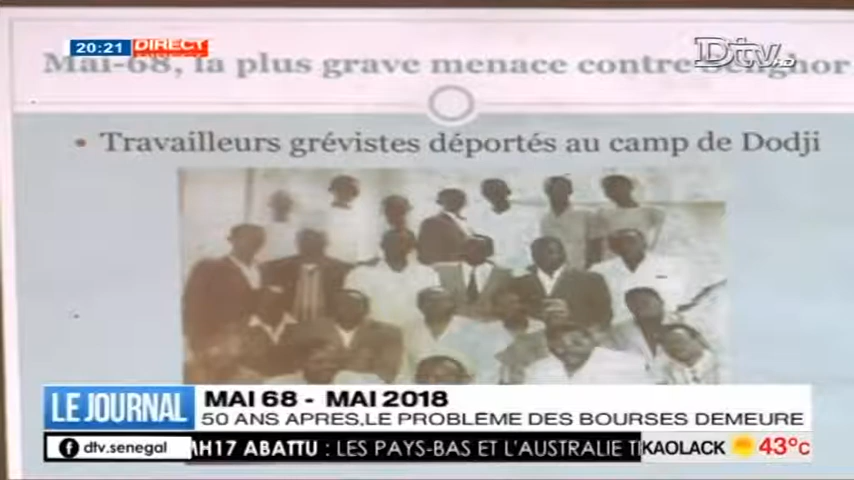 20:21 DIRECT
Dtv HD
Mai-68, la plus grave menace contre Senghor
• Travailleurs grévistes déportés au camp de Dodji
LE JOURNAL
MAI 68 - MAI 2018
50 ANS APRES,LE PROBLÈME DES BOURSES DEMEURE
dtv.senegal
MH17 ABATTU : LES PAYS-BAS ET L'AUSTRALIE
KAOLACK 43°C